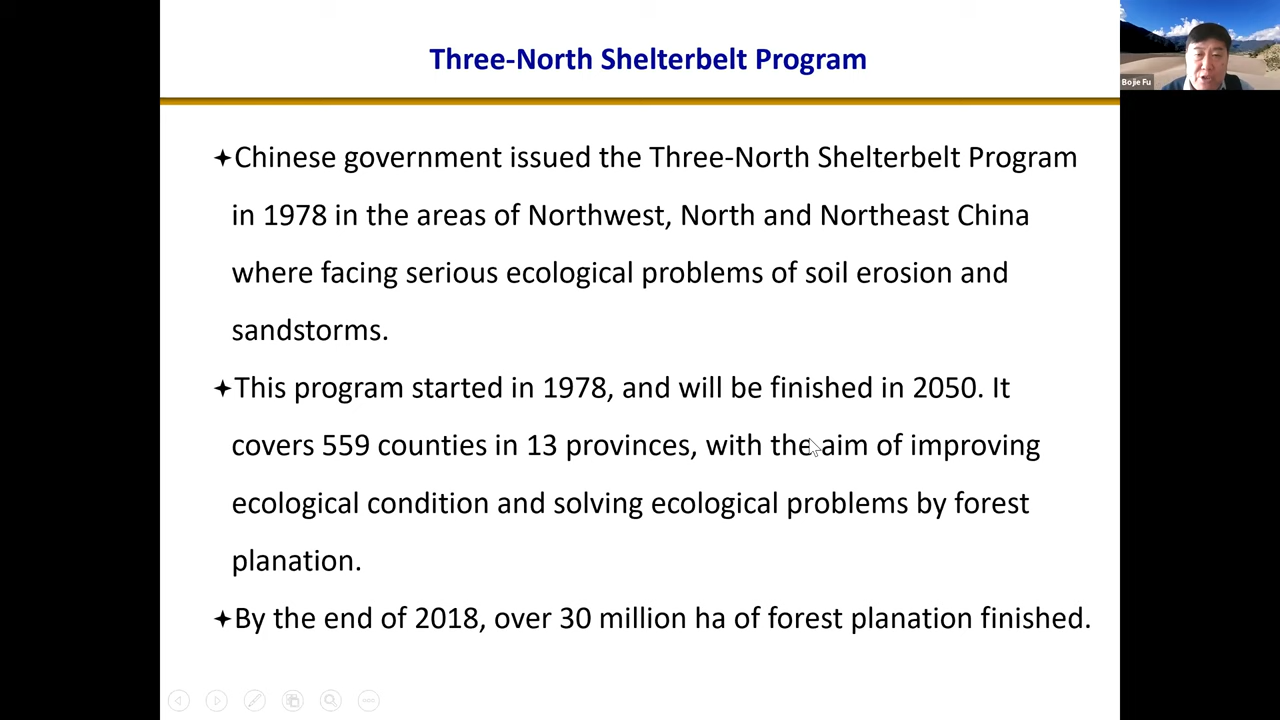 Three-North Shelterbelt Program
Bojie Fu
✦Chinese government issued the Three-North Shelterbelt Program
in 1978 in the areas of Northwest, North and Northeast China
where facing serious ecological problems of soil erosion and
sandstorms.
✦This program started in 1978, and will be finished in 2050. It
covers 559 counties in 13 provinces, with the aim of improving
ecological condition and solving ecological problems by forest
planation.
✦By the end of 2018, over 30 million ha of forest planation finished.